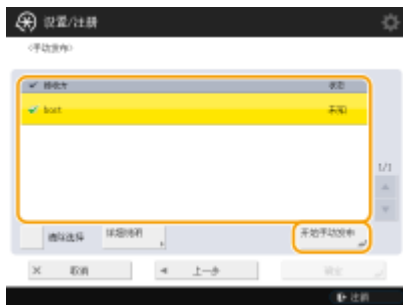 设置/注册
<手动发布>
接收方 状态
host 未知
1/1
清除选择 详细信息 开始手动发布
取消 上一步 确定
注销